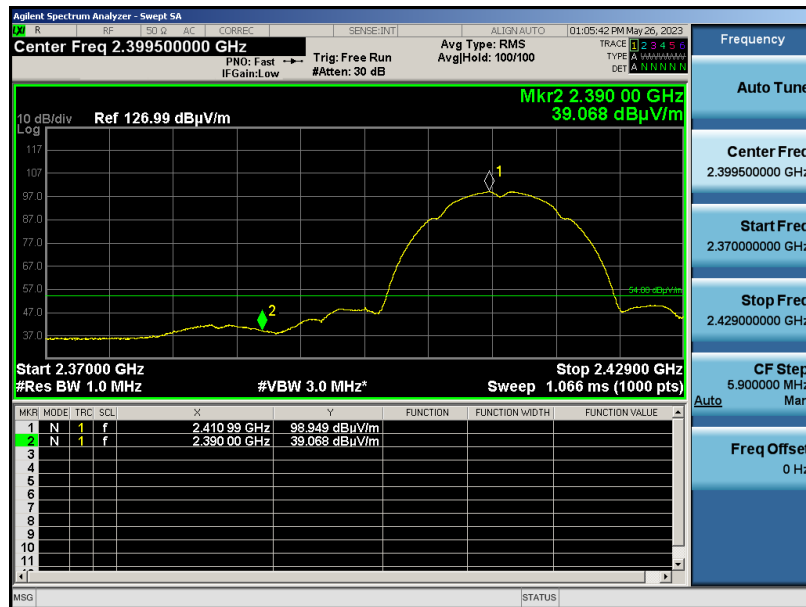 Agilent Spectrum Analyzer - Swept SA
LXI R RF 50 Ω AC CORREC SENSE:INT ALIGN AUTO 01:05:42 PM May 26, 2023
Center Freq 2.399500000 GHz
PNO: Fast
IFGain:Low
Trig: Free Run
#Atten: 30 dB
Avg Type: RMS
Avg|Hold: 100/100
TRACE 1 2 3 4 5 6
TYPE A
DET A N N N N N
Mkr2 2.390 00 GHz
39.068 dBµV/m
10 dB/div Ref 126.99 dBµV/m
Log
117
107
97.0
87.0
77.0
67.0
57.0
47.0
37.0
1
2
54.00 dBµV/m
Start 2.37000 GHz Stop 2.42900 GHz
#Res BW 1.0 MHz #VBW 3.0 MHz* Sweep 1.066 ms (1000 pts)
MKR MODE TRC SCL X Y FUNCTION FUNCTION WIDTH FUNCTION VALUE
1 N 1 f 2.410 99 GHz 98.949 dBµV/m
2 N 1 f 2.390 00 GHz 39.068 dBµV/m
3
4
5
6
7
8
9
10
11
MSG STATUS
Frequency
Auto Tune
Center Freq
2.399500000 GHz
Start Freq
2.370000000 GHz
Stop Freq
2.429000000 GHz
CF Step
5.900000 MHz
Auto Man
Freq Offset
0 Hz